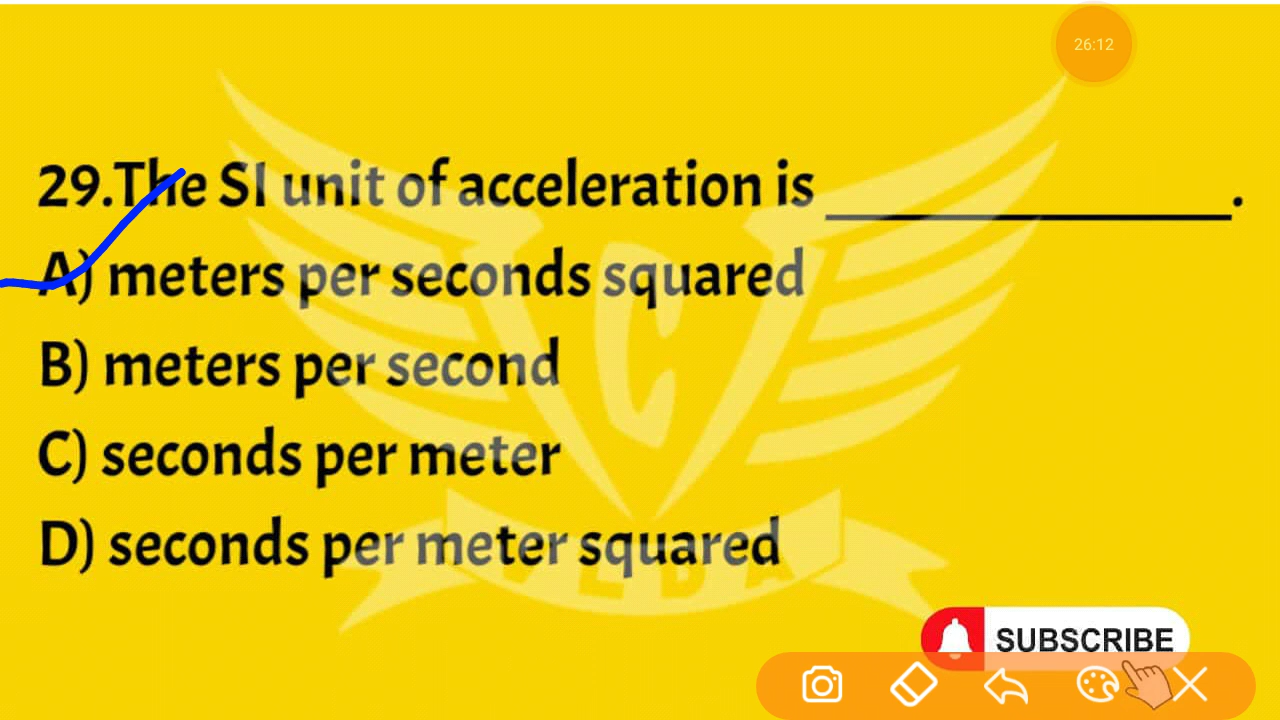 26:12
29.The SI unit of acceleration is ____________.
A) meters per seconds squared
B) meters per second
C) seconds per meter
D) seconds per meter squared
C
SUBSCRIBE